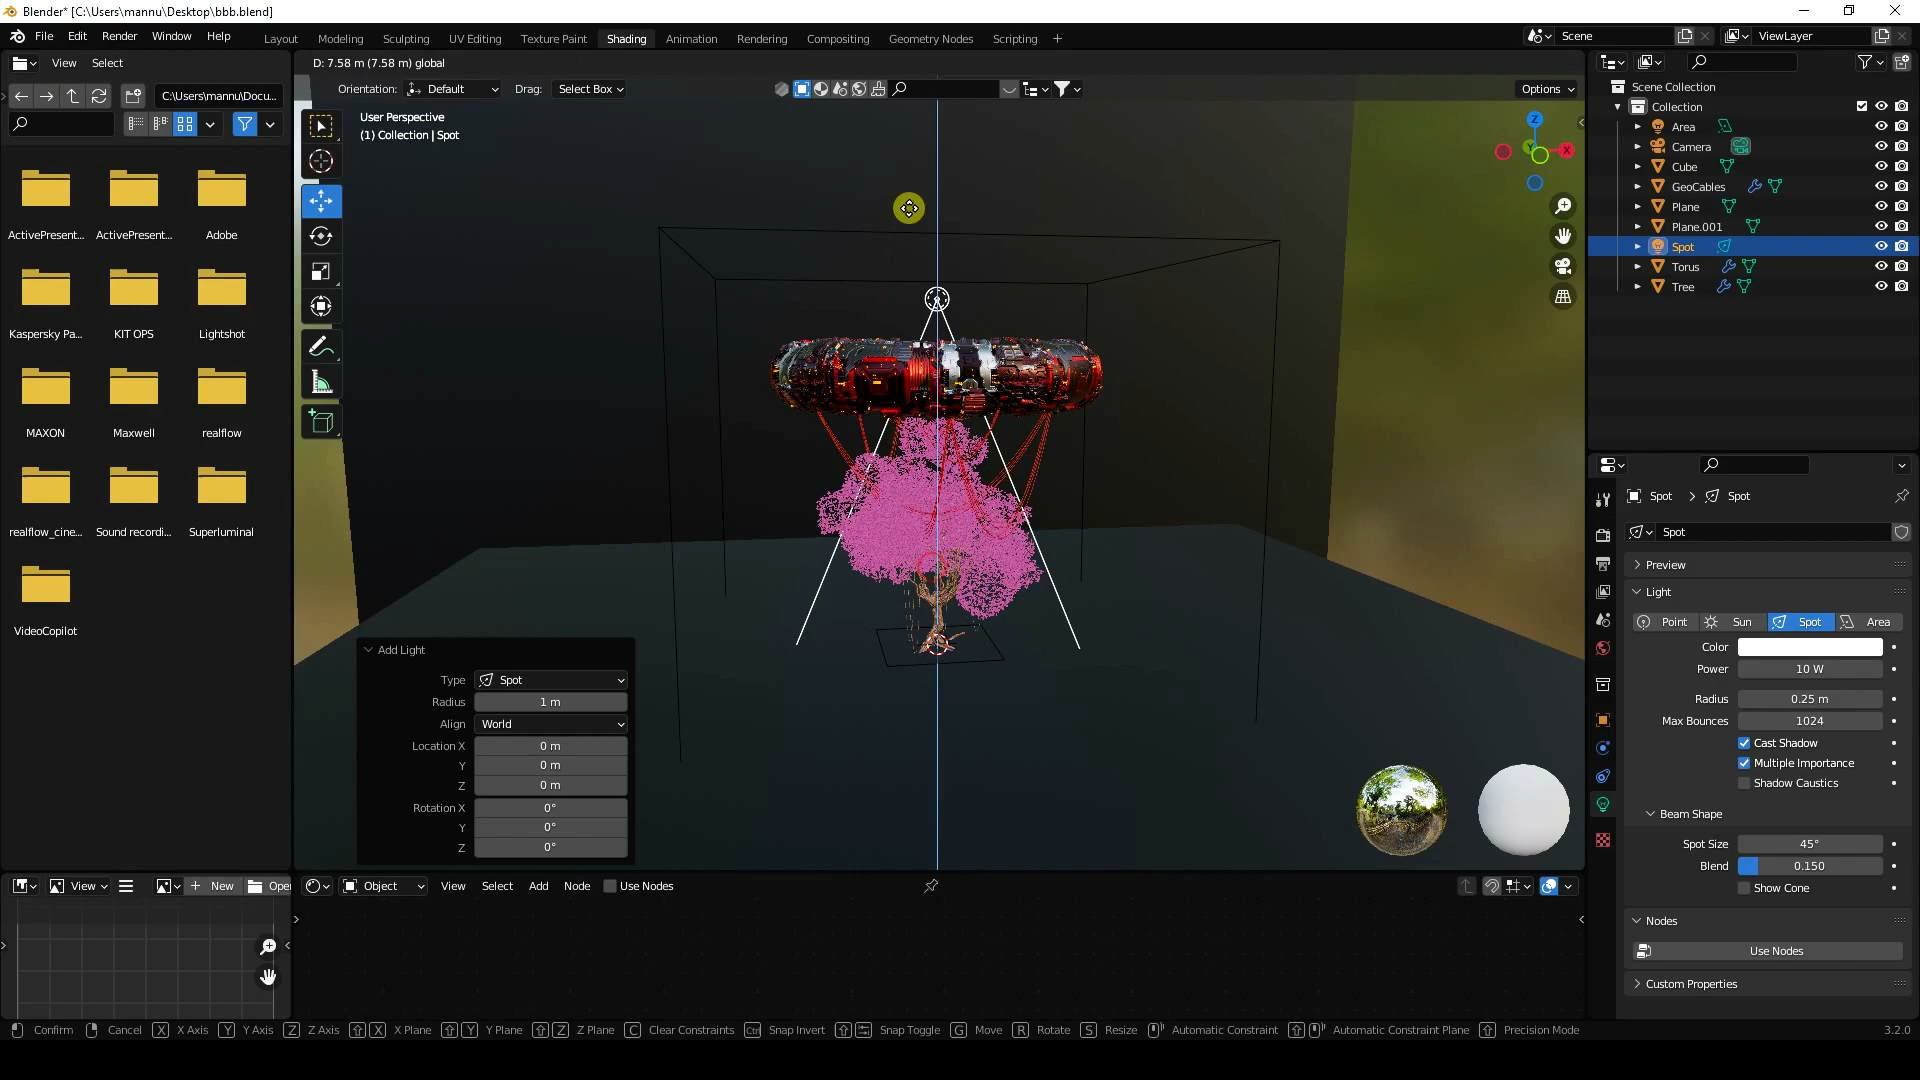 Blender* [C:\Users\mannu\Desktop\bbb.blend]
File Edit Render Window Help
Layout Modeling Sculpting UV Editing Texture Paint Shading Animation Rendering Compositing Geometry Nodes Scripting
Scene ViewLayer
View Select
D: 7.58 m (7.58 m) global
C:\Users\mannu\Docu...
Orientation: Default Drag: Select Box Options
User Perspective
(1) Collection | Spot
Z
X
Y
Scene Collection
Collection
Area
Camera
Cube
GeoCables
Plane
Plane.001
Spot
Torus
Tree
ActivePresent... ActivePresent... Adobe
Kaspersky Pa... KIT OPS Lightshot
MAXON Maxwell realflow
realflow_cine... Sound recordi... Superluminal
VideoCopilot
Add Light
Type Spot
Radius 1 m
Align World
Location X 0 m
Y 0 m
Z 0 m
Rotation X 0°
Y 0°
Z 0°
Spot Spot
Spot
Preview
Light
Point Sun Spot Area
Color
Power 10 W
Radius 0.25 m
Max Bounces 1024
Cast Shadow
Multiple Importance
Shadow Caustics
Beam Shape
Spot Size 45°
Blend 0.150
Show Cone
Nodes
Use Nodes
Custom Properties
View New Open
Object View Select Add Node Use Nodes
Confirm Cancel X X Axis Y Y Axis Z Z Axis X X Plane Y Y Plane Z Z Plane C Clear Constraints Ctrl Snap Invert Snap Toggle G Move R Rotate S Resize Automatic Constraint Automatic Constraint Plane Precision Mode 3.2.0